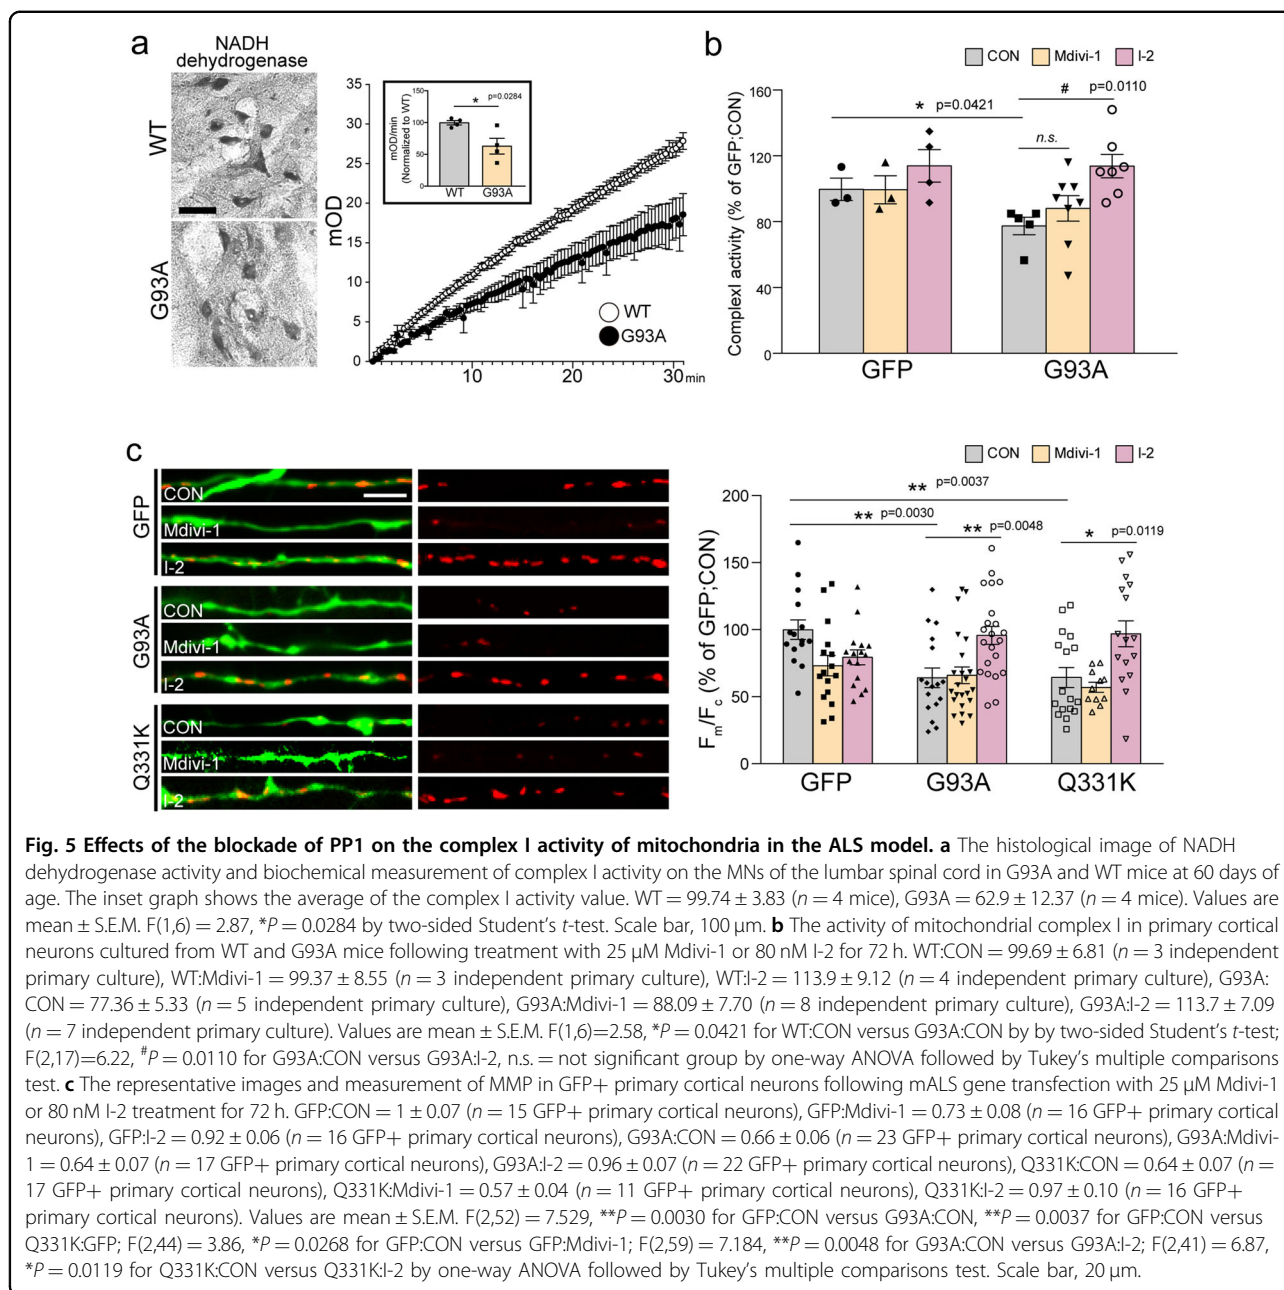 a
NADH
dehydrogenase
WT
G93A
35
30
25
20
15
10
5
0
mOD
10
20
30 min
WT
G93A
150
100
50
0
mOD/min
(Normalized to WT)
* p=0.0284
WT
G93A
b
CON
Mdivi-1
I-2
160
120
80
40
0
ComplexI activity (% of GFP;CON)
* p=0.0421
# p=0.0110
n.s.
GFP
G93A
c
GFP
CON
Mdivi-1
I-2
G93A
CON
Mdivi-1
I-2
Q331K
CON
Mdivi-1
I-2
CON
Mdivi-1
I-2
200
150
100
50
0
Fm/Fc (% of GFP;CON)
** p=0.0037
** p=0.0030
** p=0.0048
* p=0.0119
GFP
G93A
Q331K
Fig. 5 Effects of the blockade of PP1 on the complex I activity of mitochondria in the ALS model. a The histological image of NADH
dehydrogenase activity and biochemical measurement of complex I activity on the MNs of the lumbar spinal cord in G93A and WT mice at 60 days of
age. The inset graph shows the average of the complex I activity value. WT = 99.74 ± 3.83 (n = 4 mice), G93A = 62.9 ± 12.37 (n = 4 mice). Values are
mean ± S.E.M. F(1,6) = 2.87, *P = 0.0284 by two-sided Student's t-test. Scale bar, 100 μm. b The activity of mitochondrial complex I in primary cortical
neurons cultured from WT and G93A mice following treatment with 25 μM Mdivi-1 or 80 nM I-2 for 72 h. WT:CON = 99.69 ± 6.81 (n = 3 independent
primary culture), WT:Mdivi-1 = 99.37 ± 8.55 (n = 3 independent primary culture), WT:I-2 = 113.9 ± 9.12 (n = 4 independent primary culture), G93A:
CON = 77.36 ± 5.33 (n = 5 independent primary culture), G93A:Mdivi-1 = 88.09 ± 7.70 (n = 8 independent primary culture), G93A:I-2 = 113.7 ± 7.09
(n = 7 independent primary culture). Values are mean ± S.E.M. F(1,6)=2.58, *P = 0.0421 for WT:CON versus G93A:CON by by two-sided Student's t-test;
F(2,17)=6.22, #P = 0.0110 for G93A:CON versus G93A:I-2, n.s. = not significant group by one-way ANOVA followed by Tukey's multiple comparisons
test. c The representative images and measurement of MMP in GFP+ primary cortical neurons following mALS gene transfection with 25 μM Mdivi-1
or 80 nM I-2 treatment for 72 h. GFP:CON = 1 ± 0.07 (n = 15 GFP+ primary cortical neurons), GFP:Mdivi-1 = 0.73 ± 0.08 (n = 16 GFP+ primary cortical
neurons), GFP:I-2 = 0.92 ± 0.06 (n = 16 GFP+ primary cortical neurons), G93A:CON = 0.66 ± 0.06 (n = 23 GFP+ primary cortical neurons), G93A:Mdivi-
1 = 0.64 ± 0.07 (n = 17 GFP+ primary cortical neurons), G93A:I-2 = 0.96 ± 0.07 (n = 22 GFP+ primary cortical neurons), Q331K:CON = 0.64 ± 0.07 (n =
17 GFP+ primary cortical neurons), Q331K:Mdivi-1 = 0.57 ± 0.04 (n = 11 GFP+ primary cortical neurons), Q331K:I-2 = 0.97 ± 0.10 (n = 16 GFP+
primary cortical neurons). Values are mean ± S.E.M. F(2,52) = 7.529, **P = 0.0030 for GFP:CON versus G93A:CON, **P = 0.0037 for GFP:CON versus
Q331K:GFP; F(2,44) = 3.86, *P = 0.0268 for GFP:CON versus GFP:Mdivi-1; F(2,59) = 7.184, **P = 0.0048 for G93A:CON versus G93A:I-2; F(2,41) = 6.87,
*P = 0.0119 for Q331K:CON versus Q331K:I-2 by one-way ANOVA followed by Tukey's multiple comparisons test. Scale bar, 20 μm.